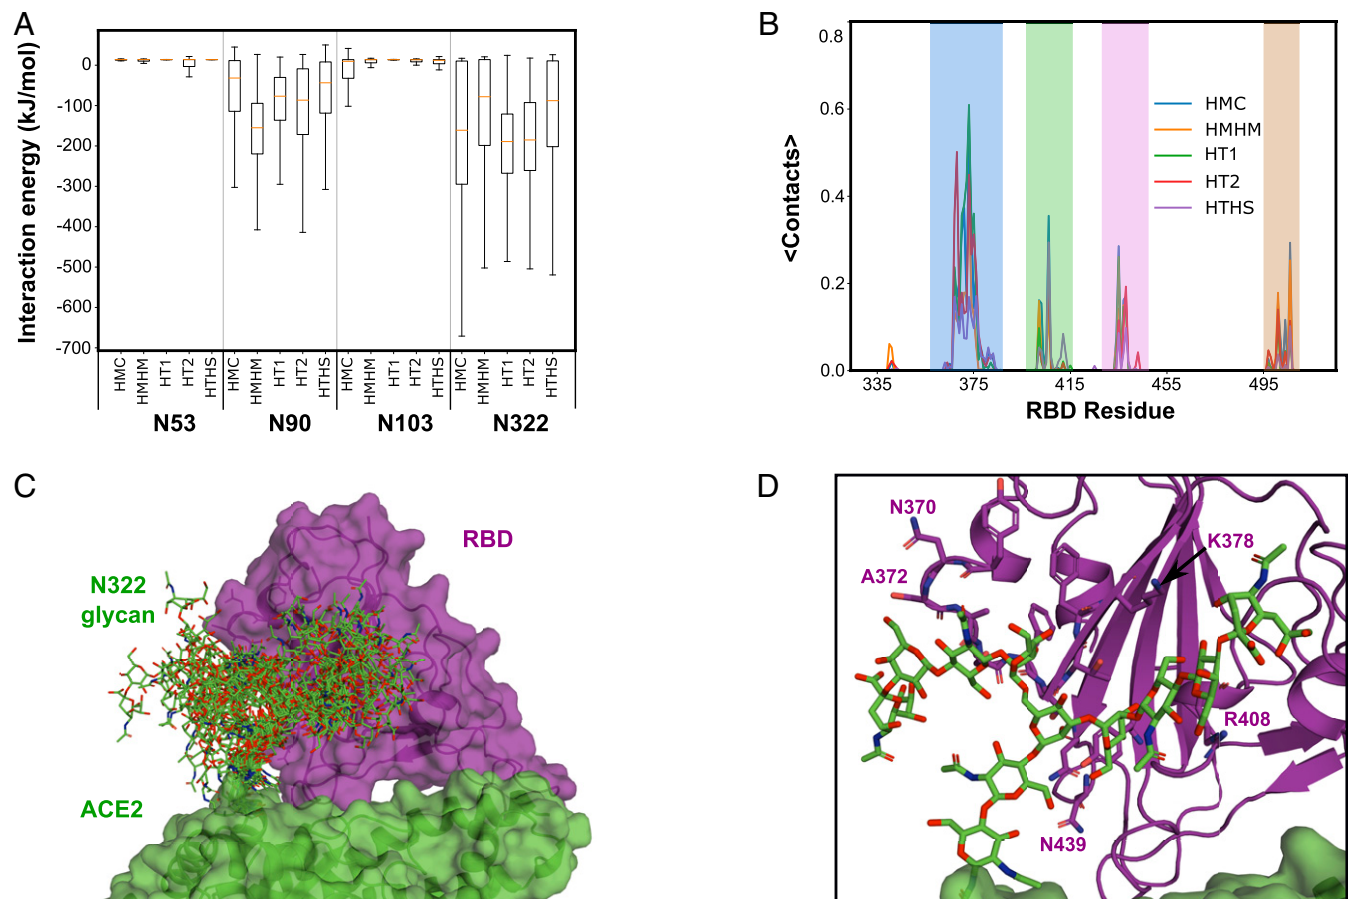 A
Interaction energy (kJ/mol)
0
-100
-200
-300
-400
-500
-600
-700
HMC
HMHM
HT1
HT2
HTHS
HMC
HMHM
HT1
HT2
HTHS
HMC
HMHM
HT1
HT2
HTHS
HMC
HMHM
HT1
HT2
HTHS
N53
N90
N103
N322
B
<Contacts>
0.8
0.6
0.4
0.2
0.0
HMC
HMHM
HT1
HT2
HTHS
335
375
415
455
495
RBD Residue
C
RBD
N322
glycan
ACE2
D
N370
K378
A372
R408
N439